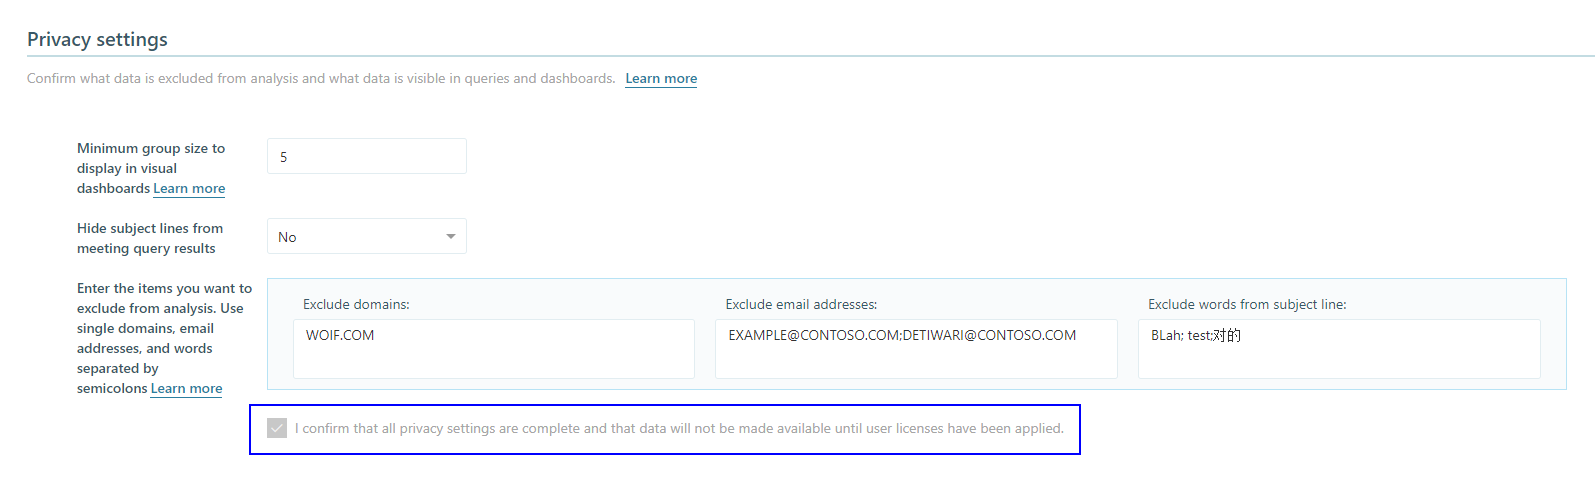 Privacy settings
Confirm what data is excluded from analysis and what data is visible in queries and dashboards. Learn more
Minimum group size to
display in visual
dashboards Learn more
5
Hide subject lines from
meeting query results
No
Enter the items you want to
exclude from analysis. Use
single domains, email
addresses, and words
separated by
semicolons Learn more
Exclude domains:
WOIF.COM
Exclude email addresses:
EXAMPLE@CONTOSO.COM;DETIWARI@CONTOSO.COM
Exclude words from subject line:
BLah; test;对的
I confirm that all privacy settings are complete and that data will not be made available until user licenses have been applied.